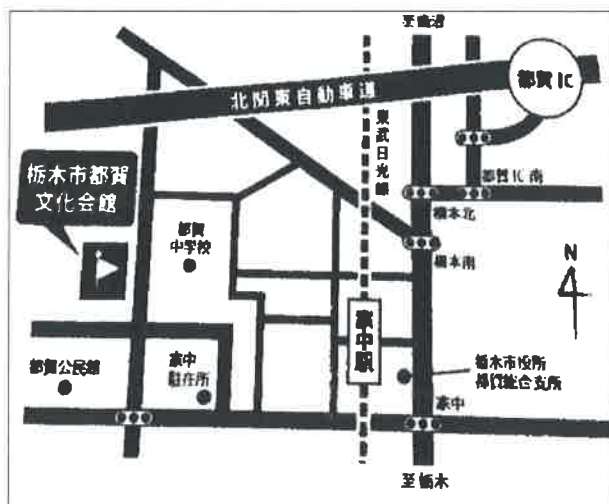 至鹿沼
都賀IC
北関東自動車道
東武日光線
都賀IC南
栃木市都賀
文化会館
都賀
中学校
橋本北
橋本南
N
家中駅
都賀公民館
家中
駐在所
栃木市役所
都賀総合支所
家中
至栃木